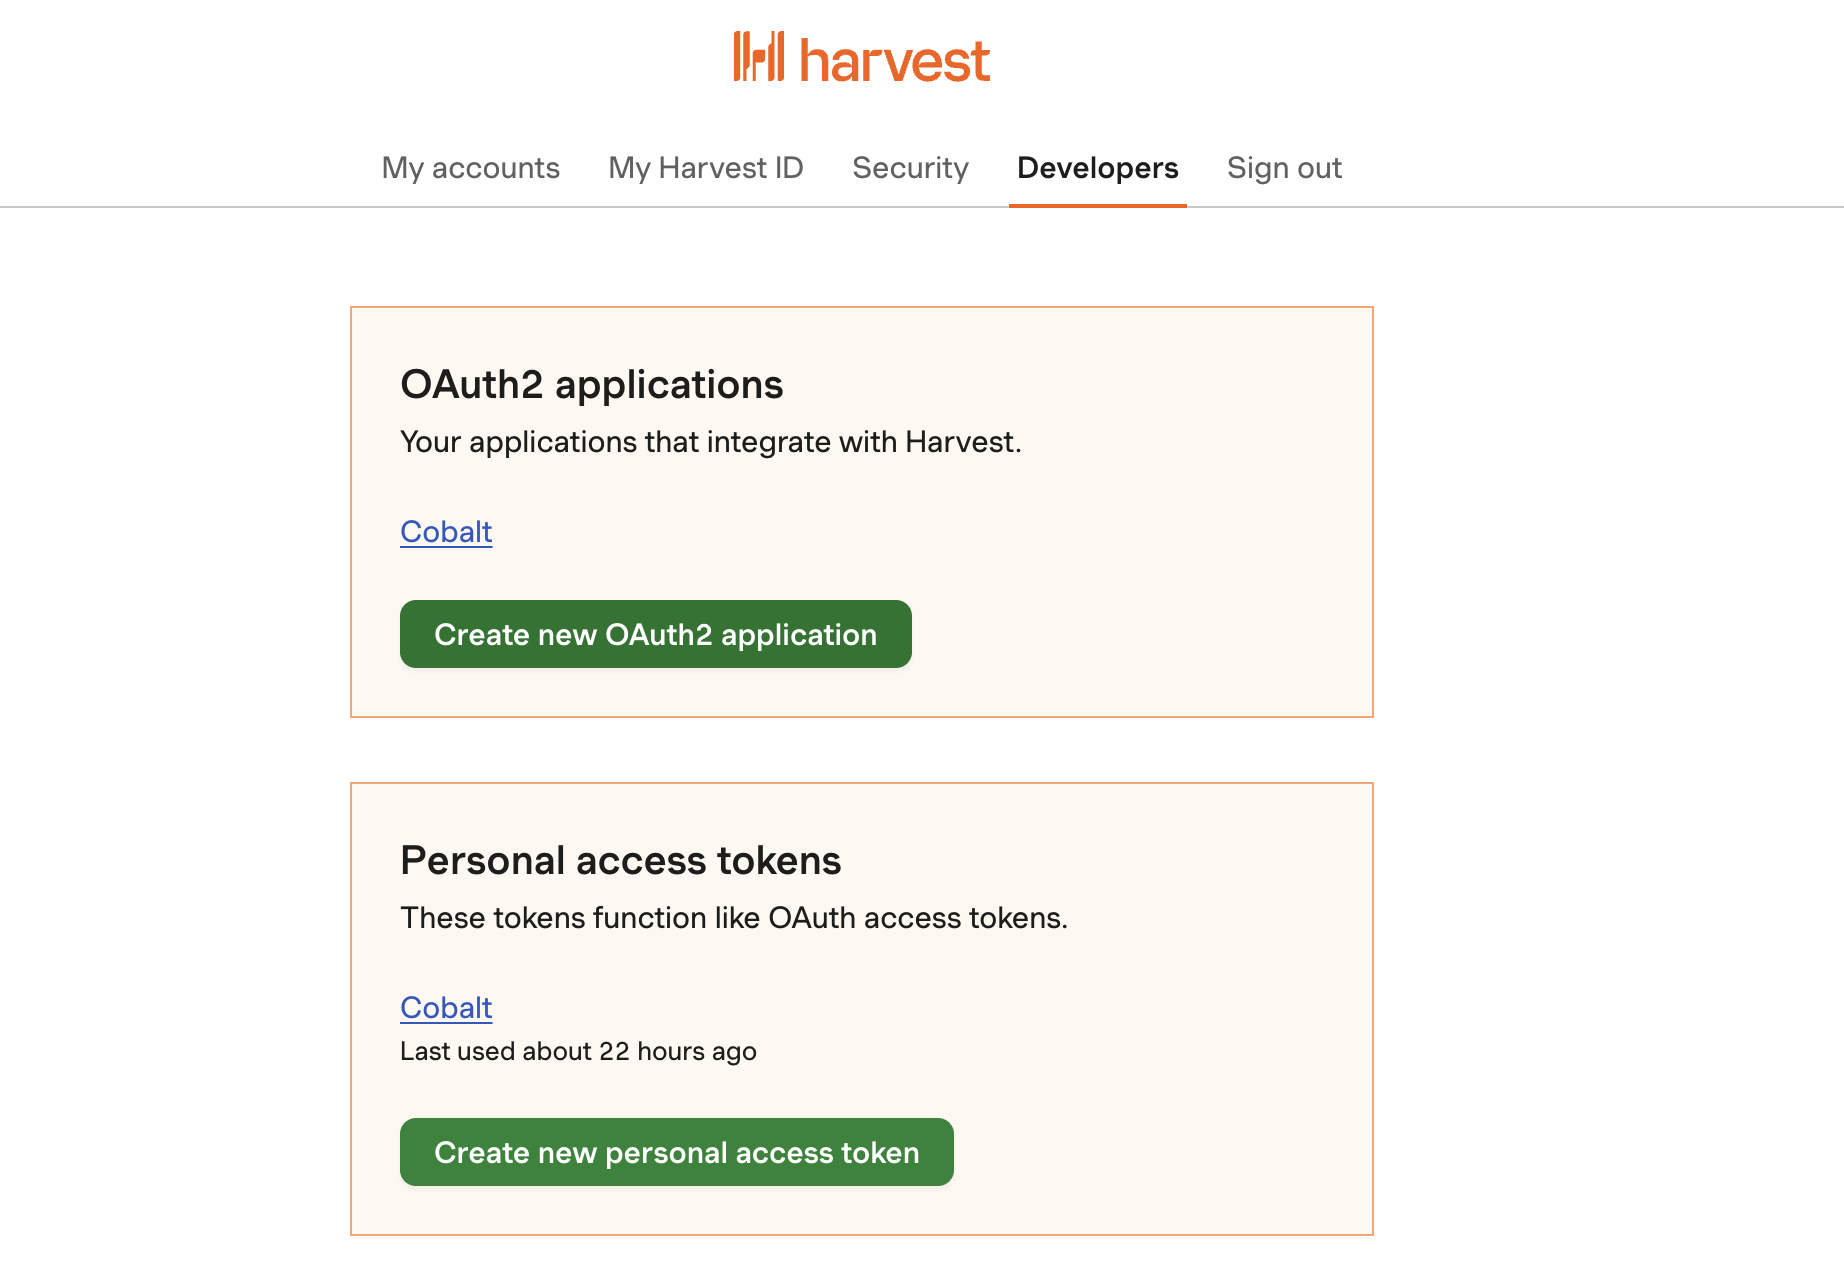 harvest
My accounts My Harvest ID Security Developers Sign out
OAuth2 applications
Your applications that integrate with Harvest.
Cobalt
Create new OAuth2 application
Personal access tokens
These tokens function like OAuth access tokens.
Cobalt
Last used about 22 hours ago
Create new personal access token